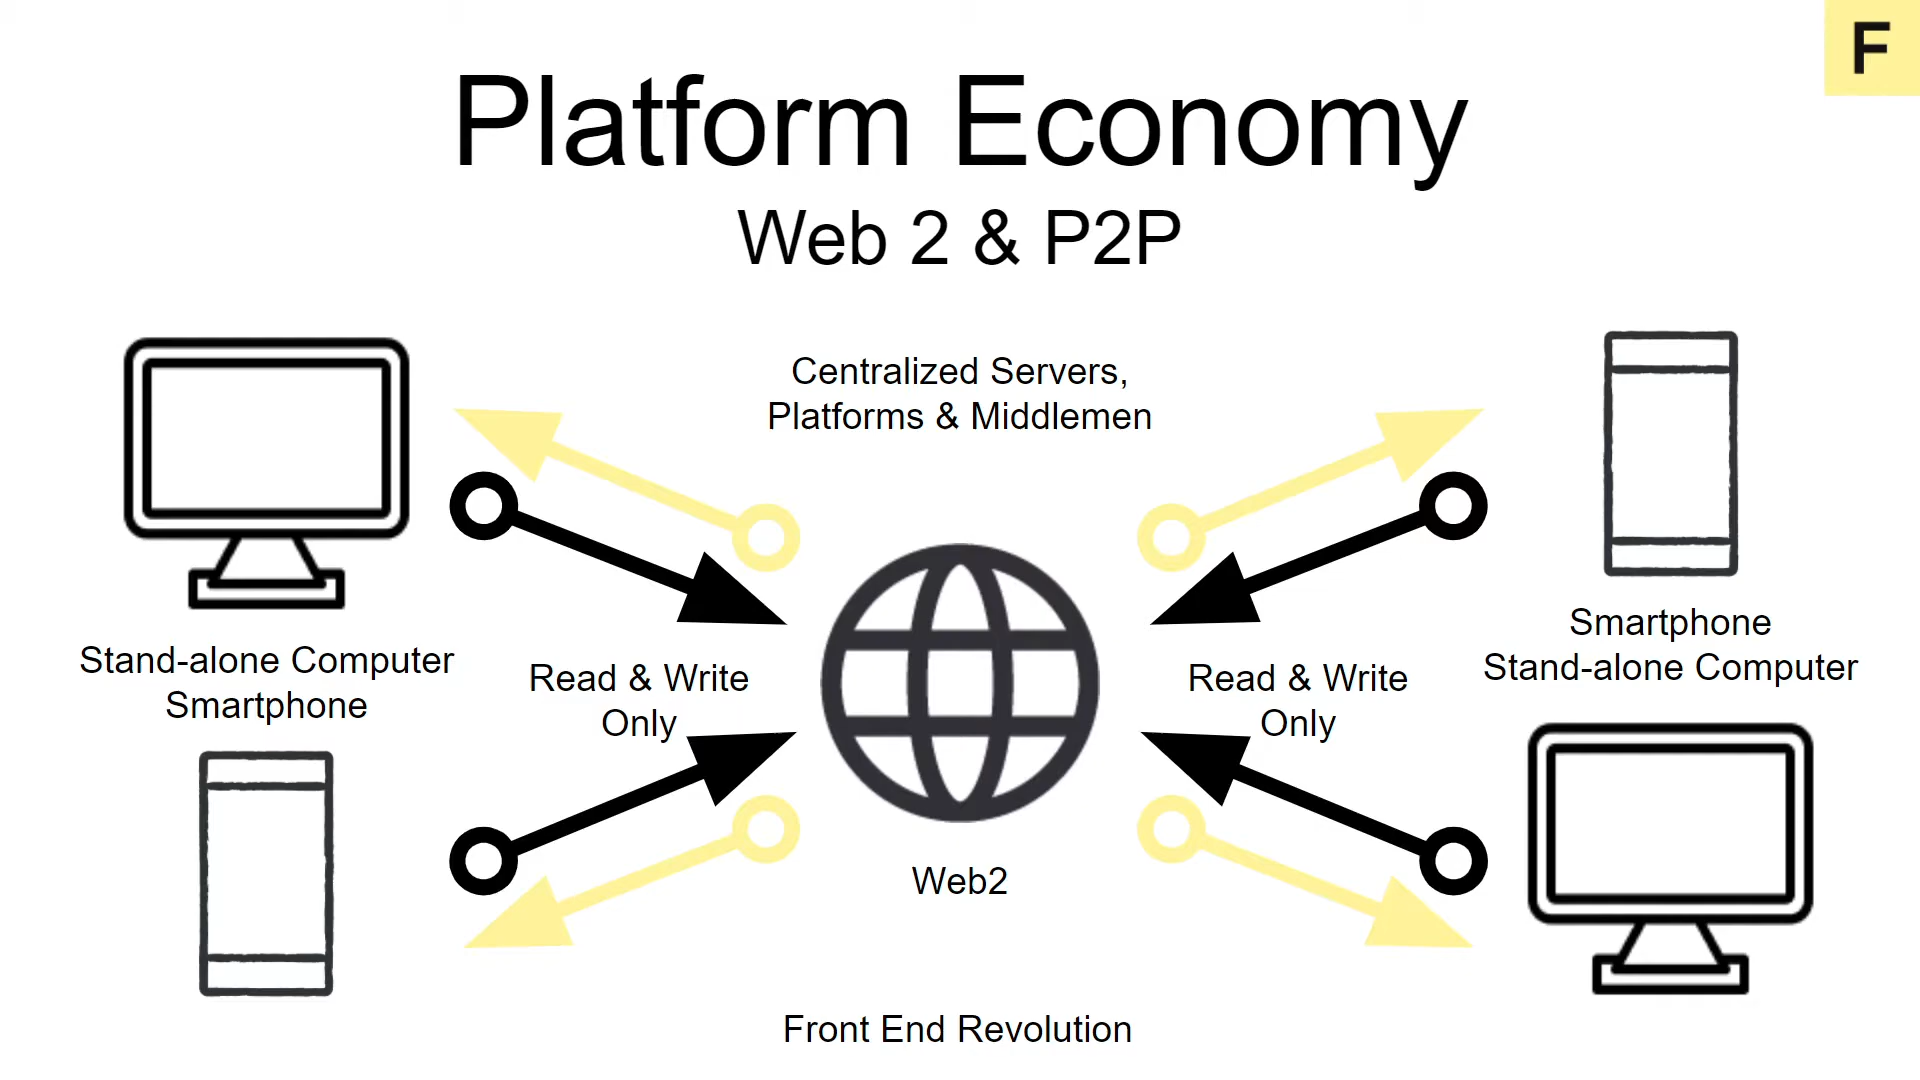 F
Platform Economy
Web 2 & P2P
Centralized Servers,
Platforms & Middlemen
Stand-alone Computer
Smartphone
Read & Write
Only
Read & Write
Only
Smartphone
Stand-alone Computer
Web2
Front End Revolution